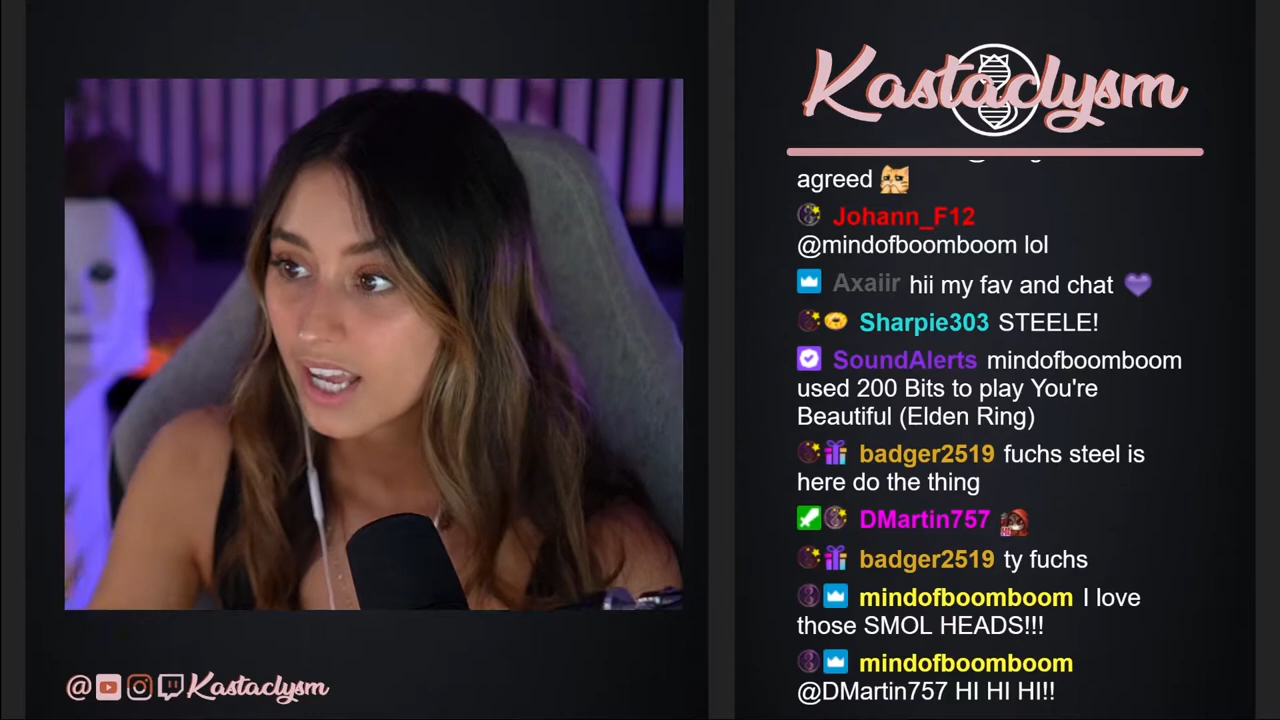 Kastaclysm
agreed
Johann_F12
@mindofboomboom lol
Axaiir hii my fav and chat
Sharpie303 STEELE!
SoundAlerts mindofboomboom
used 200 Bits to play You're
Beautiful (Elden Ring)
badger2519 fuchs steel is
here do the thing
DMartin757
badger2519 ty fuchs
mindofboomboom I love
those SMOL HEADS!!!
mindofboomboom
@DMartin757 HI HI HI!!
@Kastaclysm